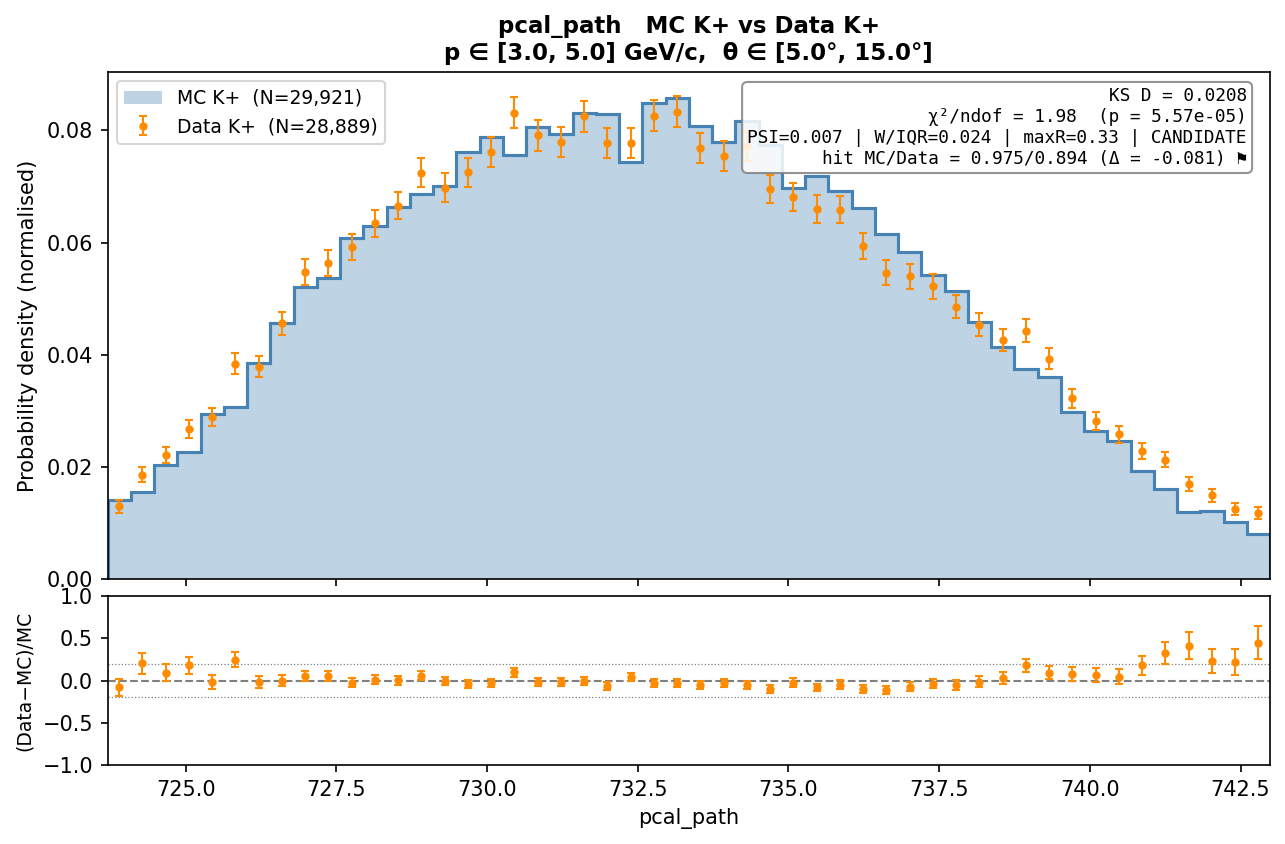 pcal_path   MC K+ vs Data K+
p ∈ [3.0, 5.0] GeV/c,  θ ∈ [5.0°, 15.0°]
MC K+  (N=29,921)
Data K+  (N=28,889)
KS D = 0.0208
χ²/ndof = 1.98  (p = 5.57e-05)
PSI=0.007 | W/IQR=0.024 | maxR=0.33 | CANDIDATE
hit MC/Data = 0.975/0.894 (Δ = -0.081) ⚑
Probability density (normalised)
0.08
0.06
0.04
0.02
0.00
(Data−MC)/MC
1.0
0.5
0.0
−0.5
−1.0
725.0 727.5 730.0 732.5 735.0 737.5 740.0 742.5
pcal_path